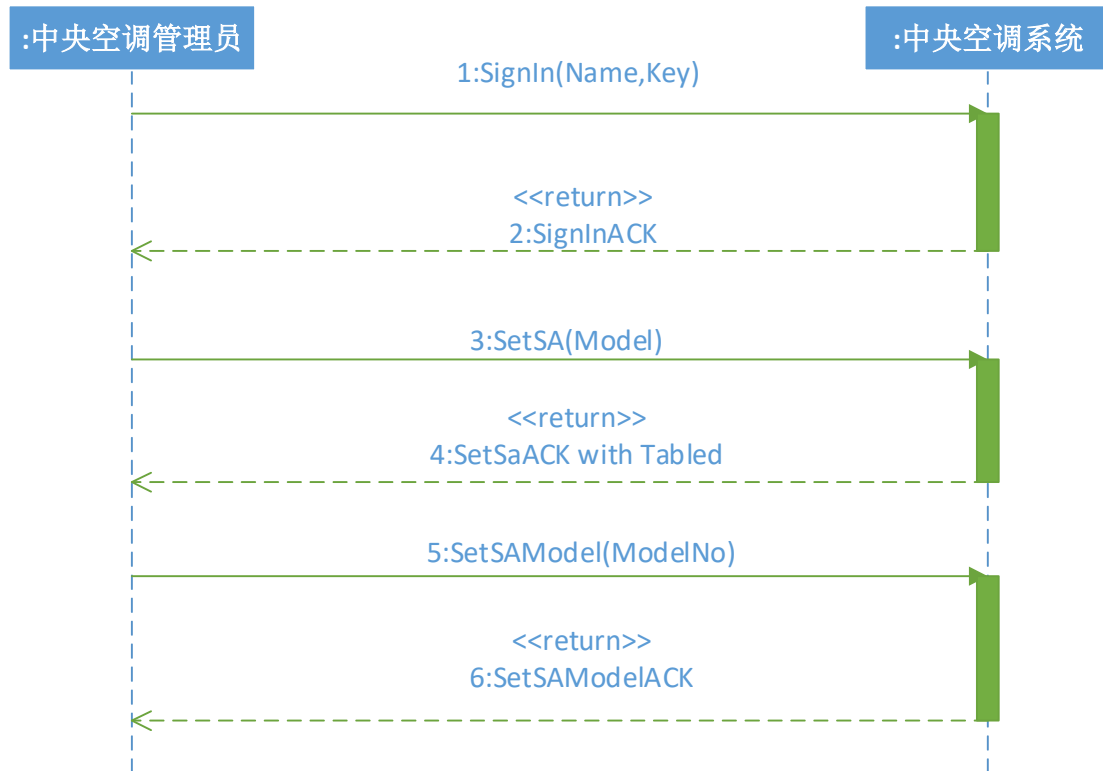 :中央空调管理员
:中央空调系统
1:SignIn(Name,Key)
<<return>>
2:SignInACK
3:SetSA(Model)
<<return>>
4:SetSaACK with Tabled
5:SetSAModel(ModelNo)
<<return>>
6:SetSAModelACK